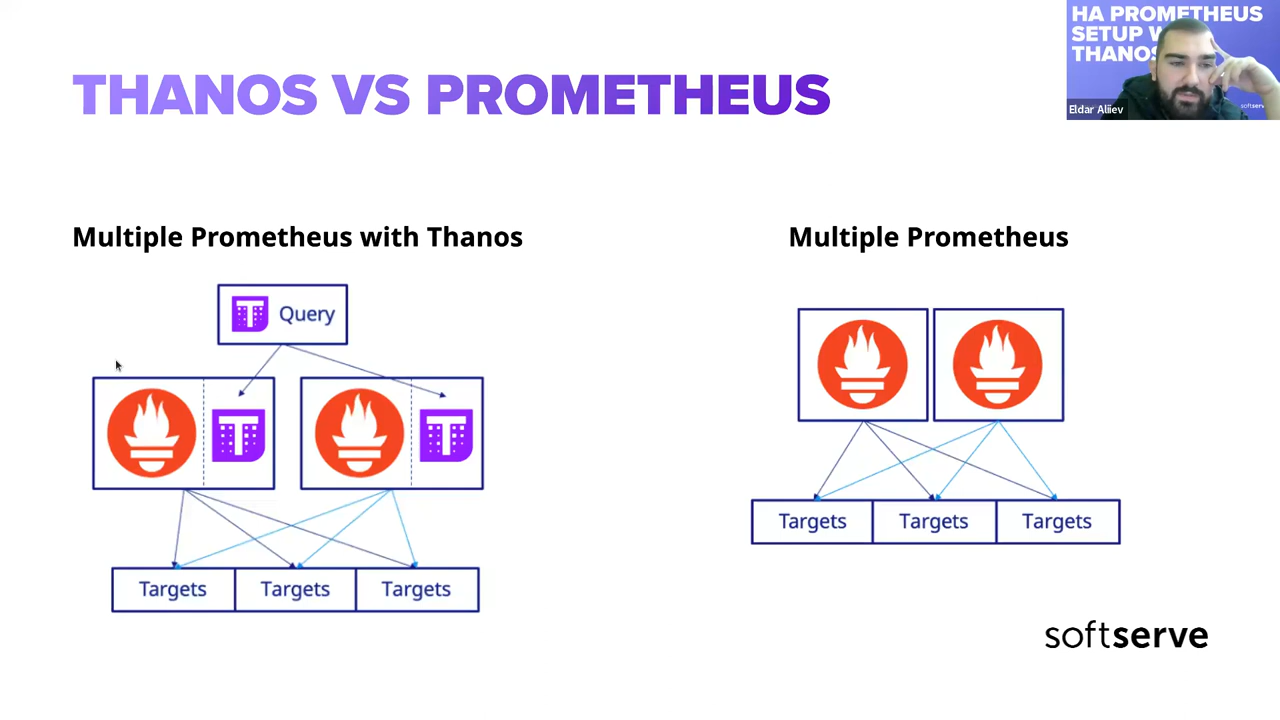 THANOS VS PROMETHEUS
HA PROMETHEUS
SETUP
THANOS
Eldar Aliiev
Multiple Prometheus with Thanos
Multiple Prometheus
Query
Targets
Targets
Targets
Targets
Targets
Targets
softserve